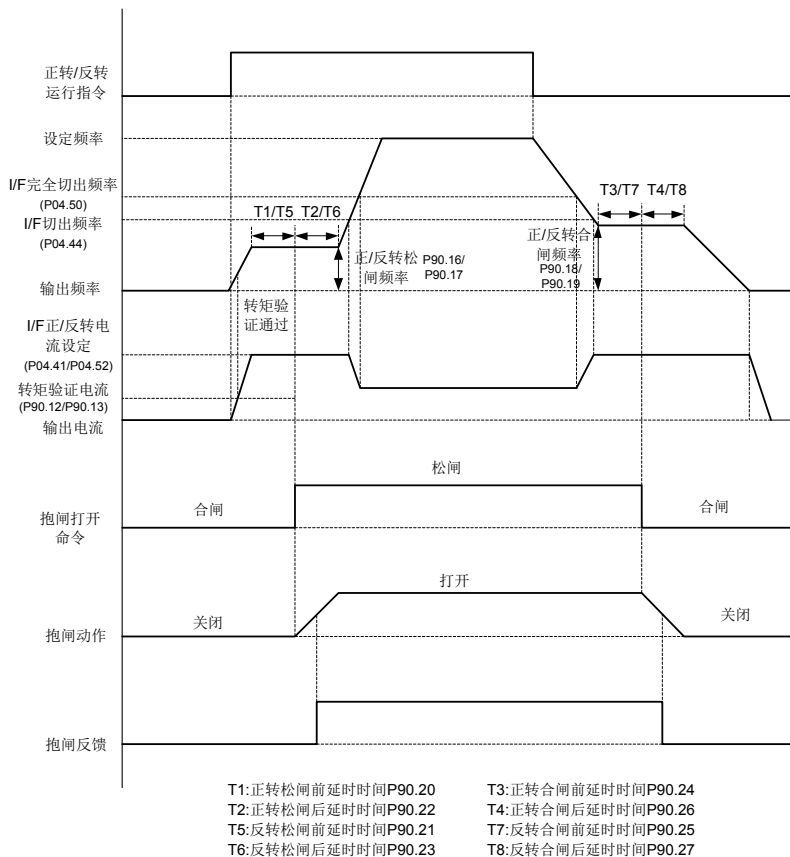 正转/反转
运行指令
设定频率
I/F完全切出频率
(P04.50)
I/F切出频率
(P04.44)
T1/T5
T2/T6
T3/T7
T4/T8
正/反转松
闸频率
P90.16/
P90.17
正/反转合
闸频率
P90.18/
P90.19
输出频率
转矩验
证通过
I/F正/反转电
流设定
(P04.41/P04.52)
转矩验证电流
(P90.12/P90.13)
输出电流
松闸
合闸
合闸
抱闸打开
命令
打开
关闭
关闭
抱闸动作
抱闸反馈
T1:正转松闸前延时时间P90.20
T2:正转松闸后延时时间P90.22
T5:反转松闸前延时时间P90.21
T6:反转松闸后延时时间P90.23
T3:正转合闸前延时时间P90.24
T4:正转合闸后延时时间P90.26
T7:反转合闸前延时时间P90.25
T8:反转合闸后延时时间P90.27